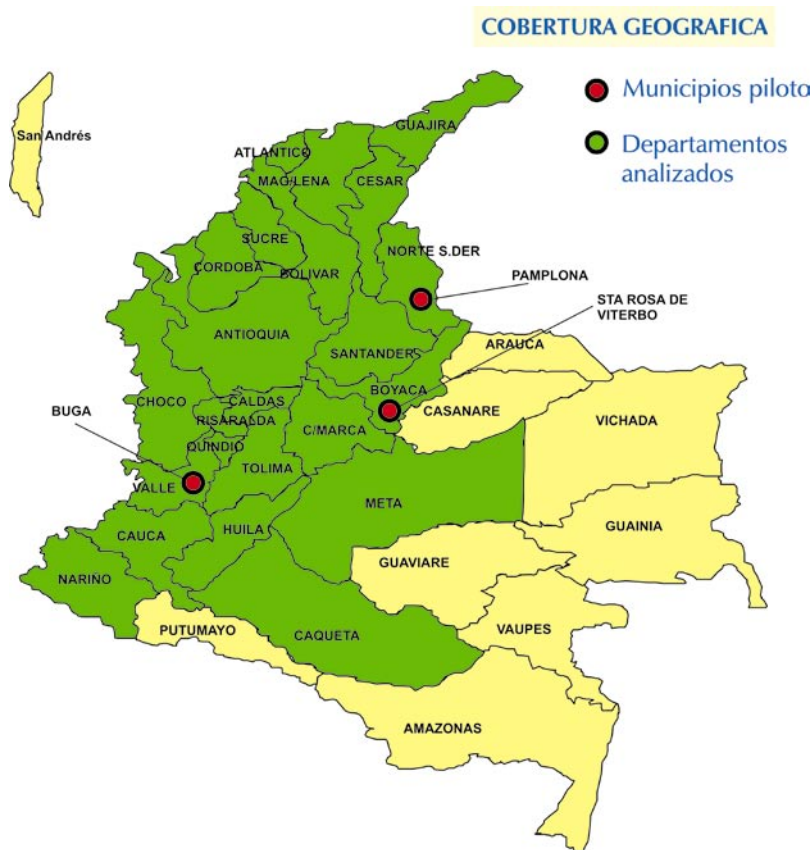 COBERTURA GEOGRAFICA
Municipios piloto
Departamentos
analizados
San Andrés
GUAJIRA
ATLANTICO
MAG/LENA
CESAR
SUCRE
NORTE S.DER
CORDOBA
BOLIVAR
PAMPLONA
STA ROSA DE
VITERBO
ANTIOQUIA
ARAUCA
SANTANDER
BOYACA
CHOCO
CALDAS
CASANARE
BUGA
RISARALDA
C/MARCA
VICHADA
QUINDIO
TOLIMA
VALLE
META
GUAINIA
CAUCA
HUILA
GUAVIARE
NARIÑO
PUTUMAYO
CAQUETA
VAUPES
AMAZONAS